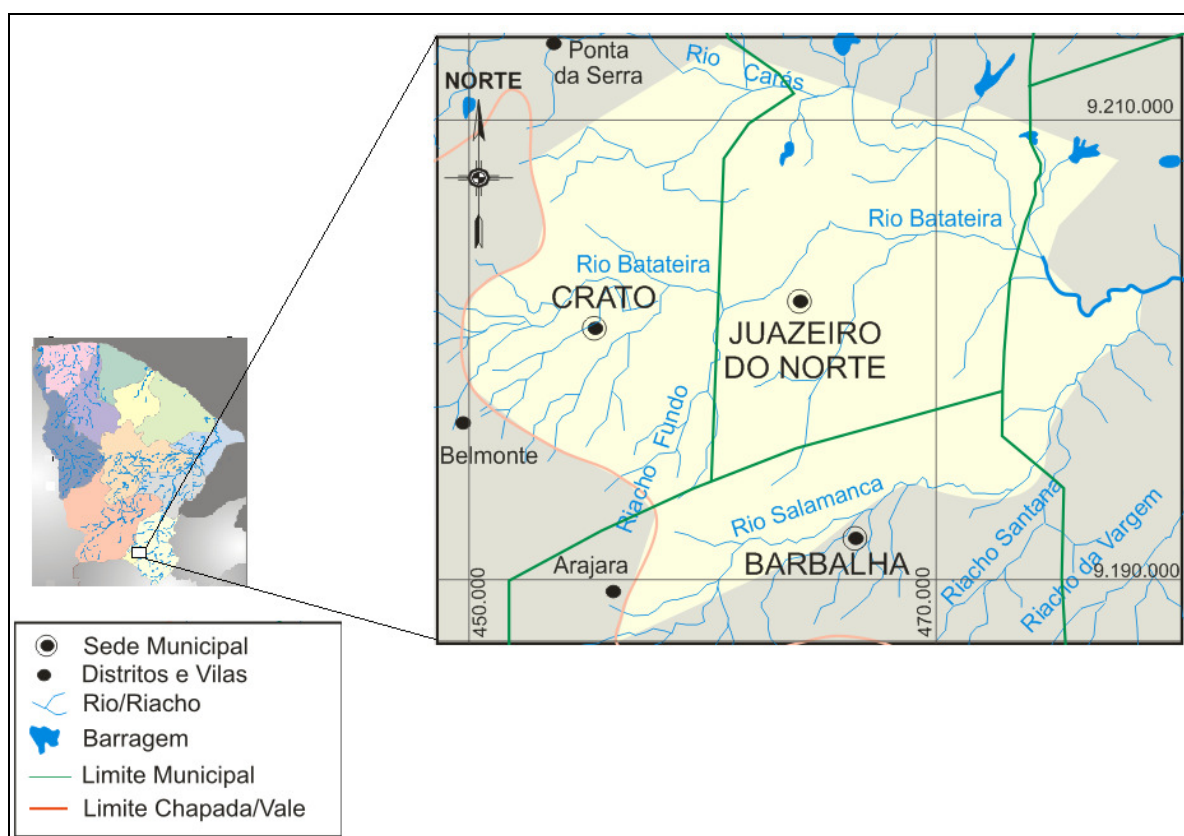 Ponta
da Serra
Rio Carás
NORTE
9.210.000
Rio Batateira
Rio Batateira
CRATO
JUAZEIRO
DO NORTE
Riacho Fundo
Belmonte
Rio Salamanca
Riacho Santana
Riacho da Vargem
BARBALHA
Arajara
9.190.000
450.000
470.000
Sede Municipal
Distritos e Vilas
Rio/Riacho
Barragem
Limite Municipal
Limite Chapada/Vale